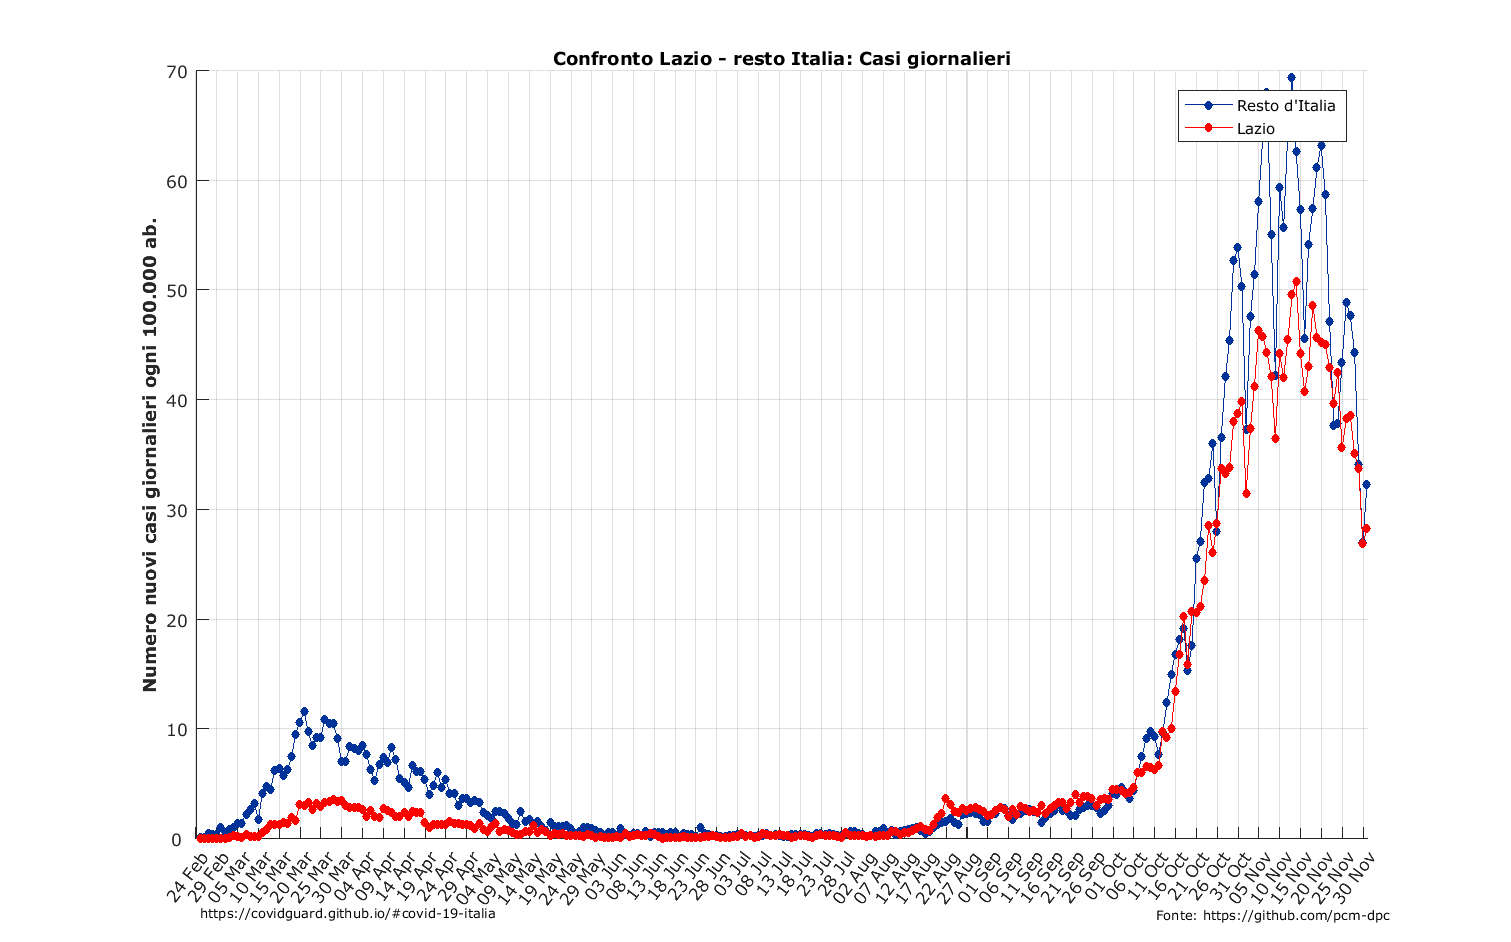 Confronto Lazio - resto Italia: Casi giornalieri
Resto d'Italia
Lazio
Numero nuovi casi giornalieri ogni 100.000 ab.
70
60
50
40
30
20
10
0
24 Feb
29 Feb
05 Mar
10 Mar
15 Mar
20 Mar
25 Mar
30 Mar
04 Apr
09 Apr
14 Apr
19 Apr
24 Apr
29 Apr
04 May
09 May
14 May
19 May
24 May
29 May
03 Jun
08 Jun
13 Jun
18 Jun
23 Jun
28 Jun
03 Jul
08 Jul
13 Jul
18 Jul
23 Jul
28 Jul
02 Aug
07 Aug
12 Aug
17 Aug
22 Aug
27 Aug
01 Sep
06 Sep
11 Sep
16 Sep
21 Sep
26 Sep
01 Oct
06 Oct
11 Oct
16 Oct
21 Oct
26 Oct
31 Oct
05 Nov
10 Nov
15 Nov
20 Nov
25 Nov
30 Nov
https://covidguard.github.io/#covid-19-italia
Fonte: https://github.com/pcm-dpc